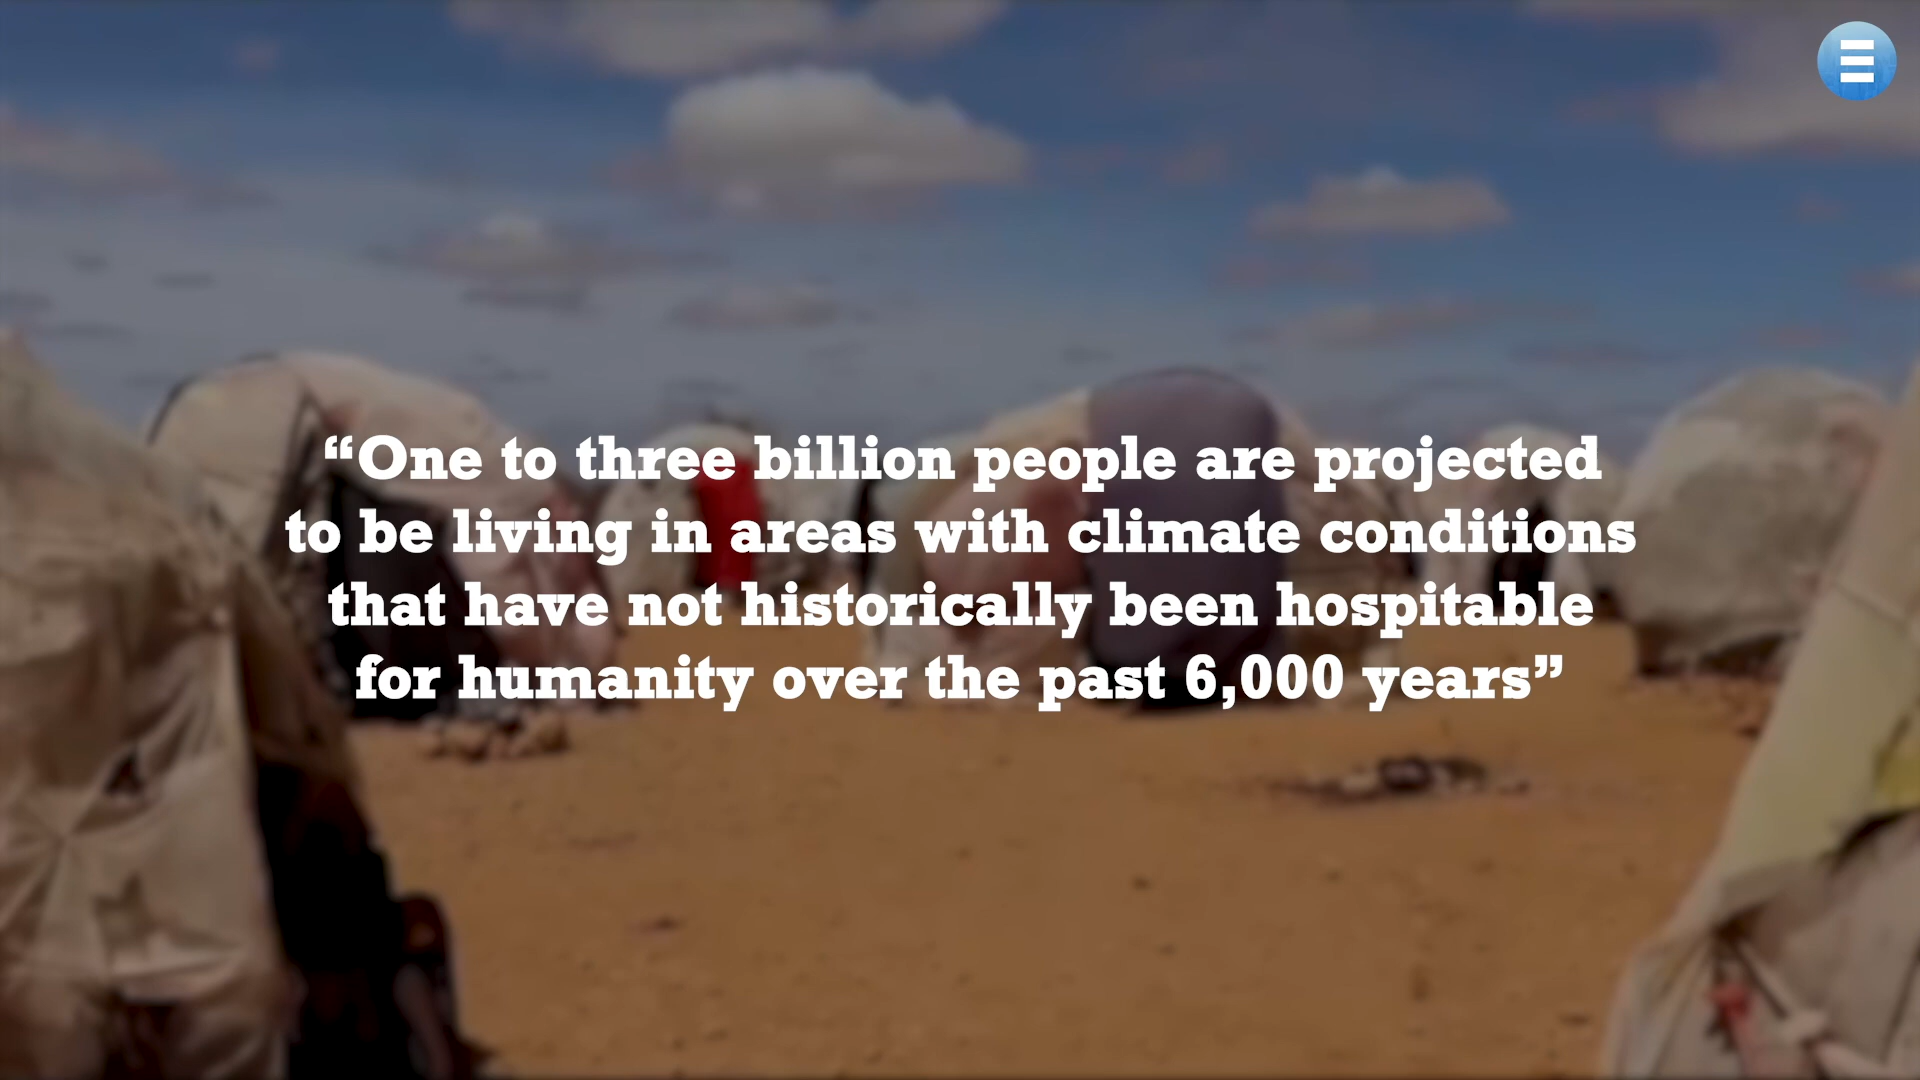 “One to three billion people are projected
to be living in areas with climate conditions
that have not historically been hospitable
for humanity over the past 6,000 years”